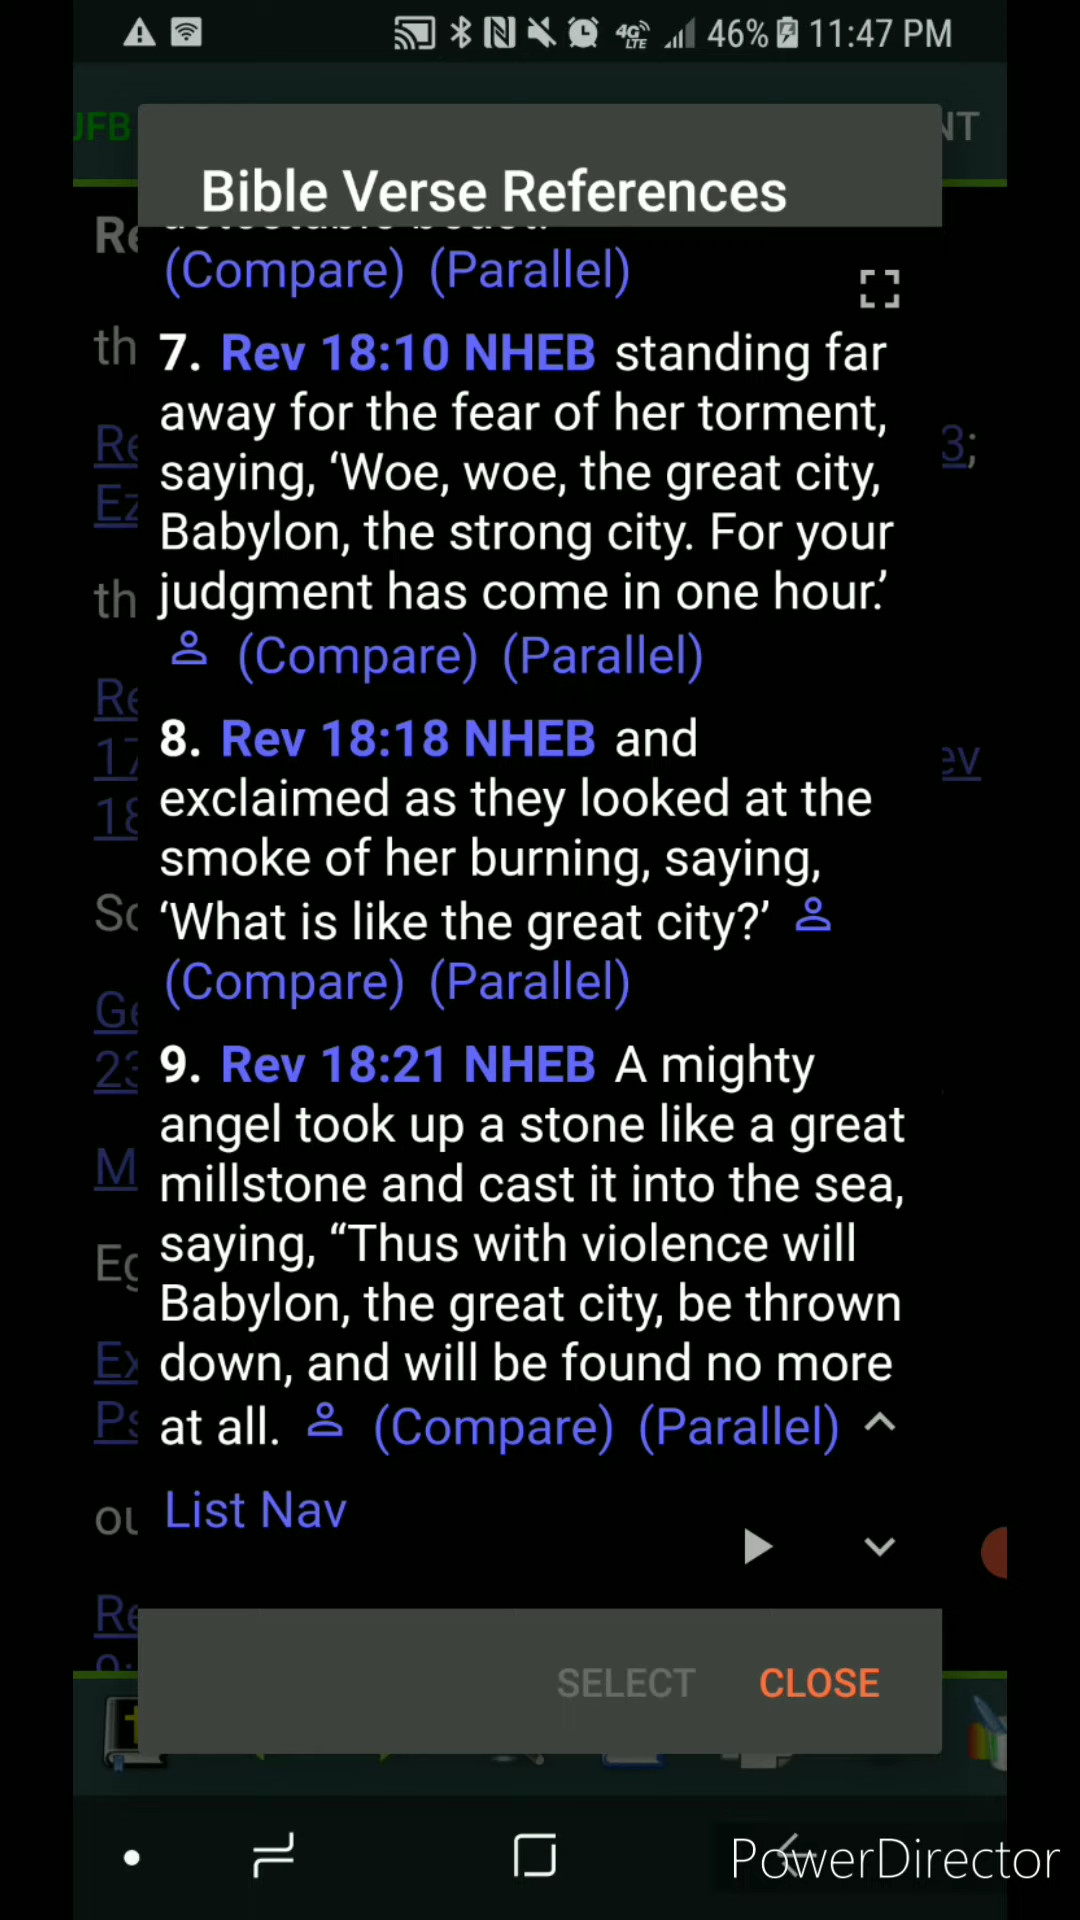 4G LTE 46% 11:47 PM
JFB NT
Bible Verse References
(Compare) (Parallel)
7. Rev 18:10 NHEB standing far
away for the fear of her torment,
saying, ‘Woe, woe, the great city,
Babylon, the strong city. For your
judgment has come in one hour.’
(Compare) (Parallel)
8. Rev 18:18 NHEB and
exclaimed as they looked at the
smoke of her burning, saying,
‘What is like the great city?’
(Compare) (Parallel)
9. Rev 18:21 NHEB A mighty
angel took up a stone like a great
millstone and cast it into the sea,
saying, “Thus with violence will
Babylon, the great city, be thrown
down, and will be found no more
at all. (Compare) (Parallel)
List Nav
SELECT CLOSE
PowerDirector